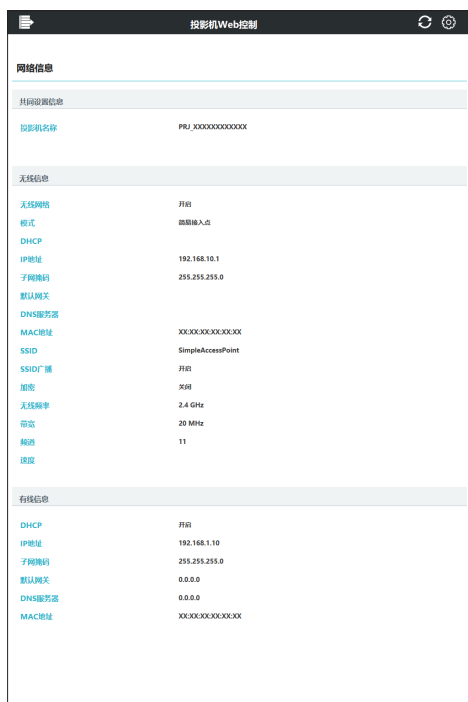 投影机Web控制
网络信息
共同设置信息
投影机名称 PRJ_XXXXXXXXXXXX
无线信息
无线网络 开启
模式 简易接入点
DHCP
IP地址 192.168.10.1
子网掩码 255.255.255.0
默认网关
DNS服务器
MAC地址 XX:XX:XX:XX:XX:XX
SSID SimpleAccessPoint
SSID广播 开启
加密 关闭
无线频率 2.4 GHz
带宽 20 MHz
频道 11
速度
有线信息
DHCP 开启
IP地址 192.168.1.10
子网掩码 255.255.255.0
默认网关 0.0.0.0
DNS服务器 0.0.0.0
MAC地址 XX:XX:XX:XX:XX:XX